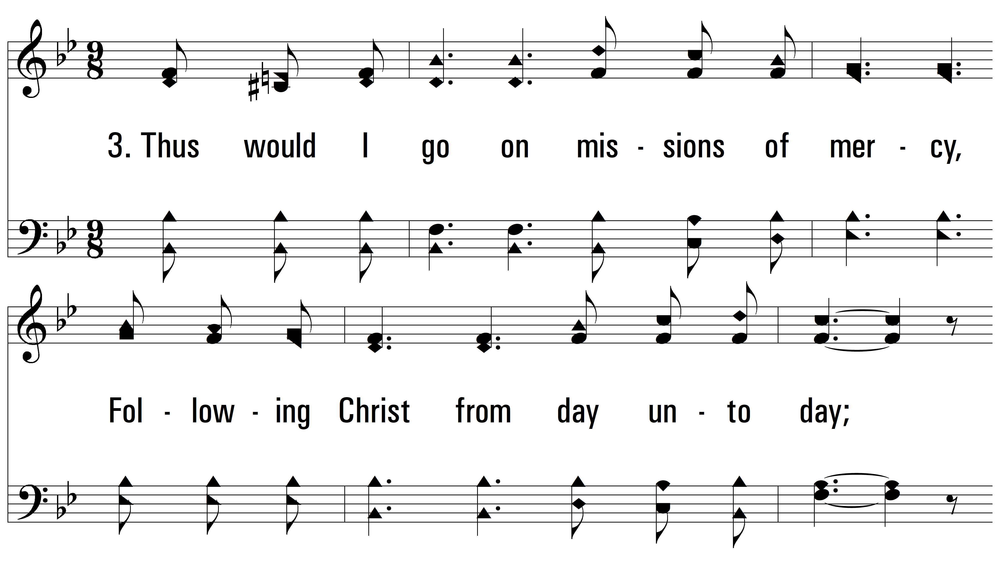 3. Thus would I go on mis - sions of mer - cy,
Fol - low - ing Christ from day un - to day;